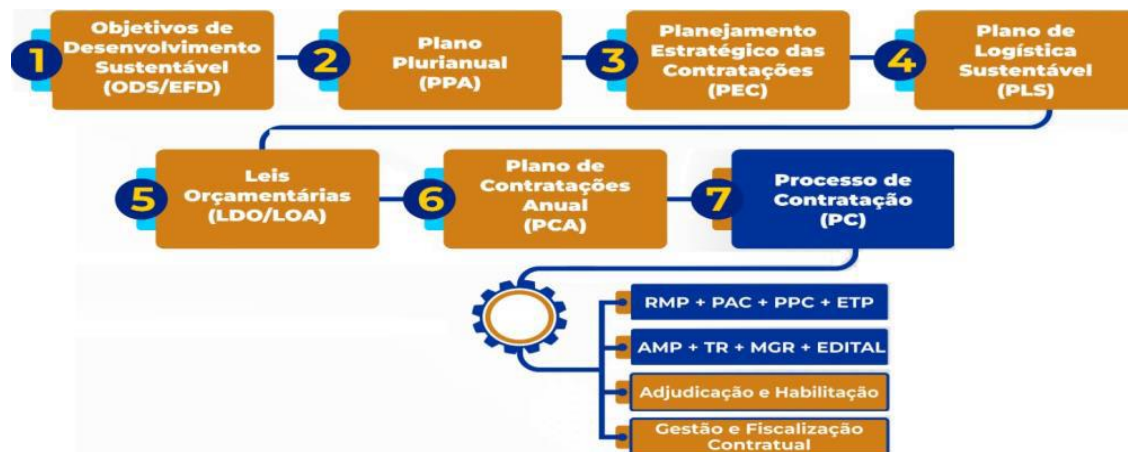 1
Objetivos de
Desenvolvimento
Sustentável
(ODS/EFD)
2
Plano
Plurianual
(PPA)
3
Planejamento
Estratégico das
Contratações
(PEC)
4
Plano de
Logística
Sustentável
(PLS)
5
Leis
Orçamentárias
(LDO/LOA)
6
Plano de
Contratações
Anual
(PCA)
7
Processo de
Contratação
(PC)
RMP + PAC + PPC + ETP
AMP + TR + MGR + EDITAL
Adjudicação e Habilitação
Gestão e Fiscalização
Contratual